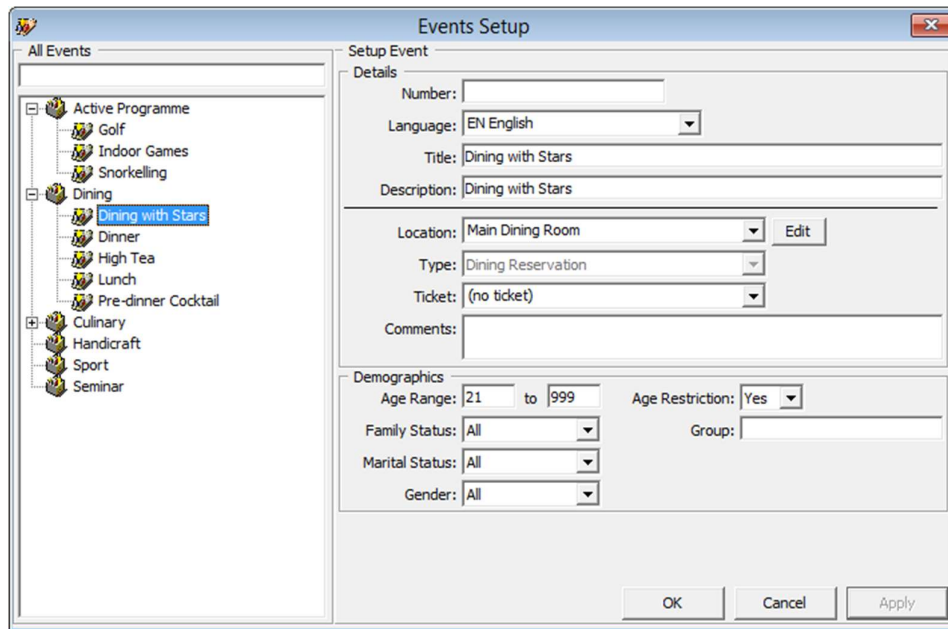 Events Setup
All Events
Active Programme
Golf
Indoor Games
Snorkelling
Dining
Dining with Stars
Dinner
High Tea
Lunch
Pre-dinner Cocktail
Culinary
Handicraft
Sport
Seminar
Setup Event
Details
Number:
Language: EN English
Title: Dining with Stars
Description: Dining with Stars
Location: Main Dining Room Edit
Type: Dining Reservation
Ticket: (no ticket)
Comments:
Demographics
Age Range: 21 to 999 Age Restriction: Yes
Family Status: All Group:
Marital Status: All
Gender: All
OK Cancel Apply